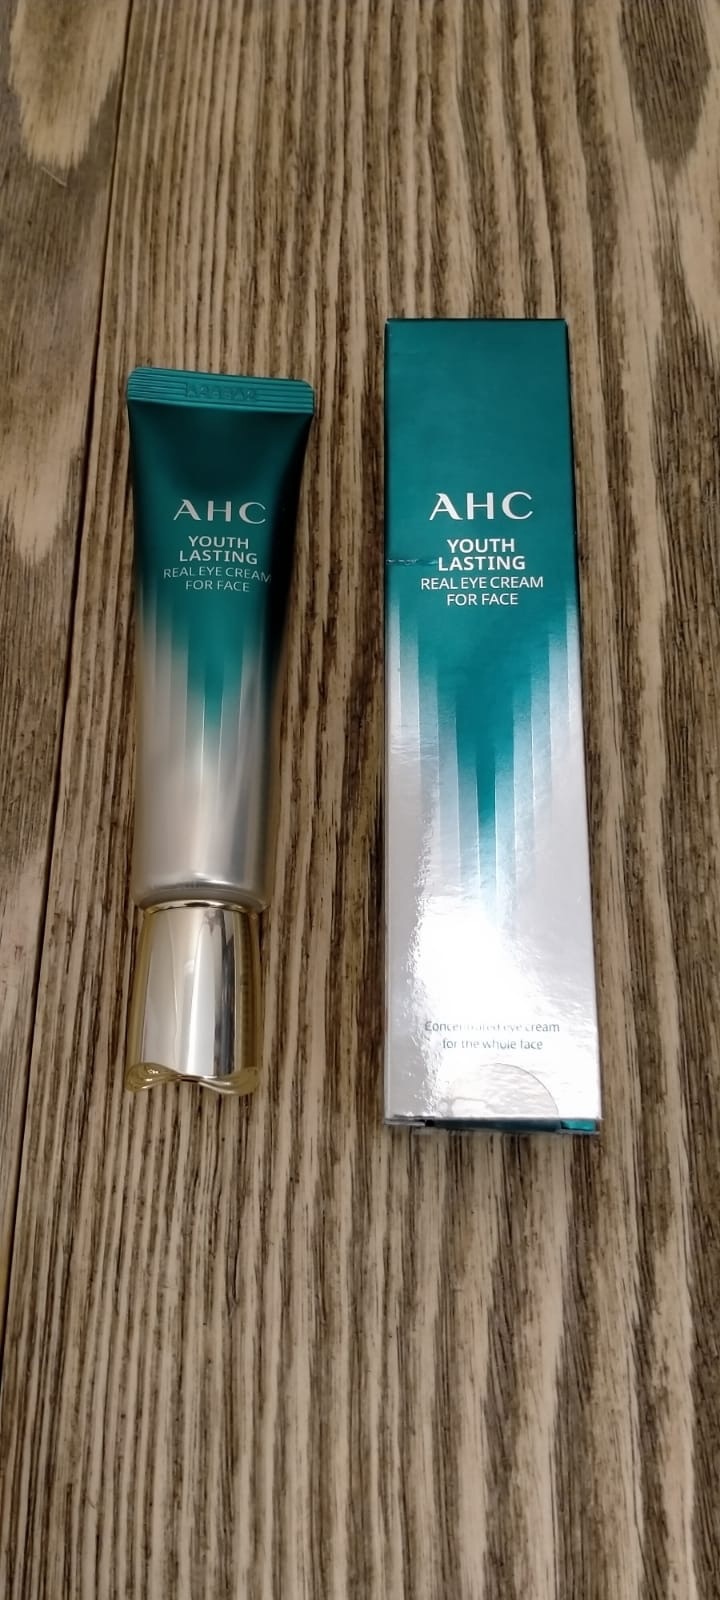 AHC
YOUTH
LASTING
REAL EYE CREAM
FOR FACE
AHC
YOUTH
LASTING
REAL EYE CREAM
FOR FACE
Concentrated eye cream
for the whole face